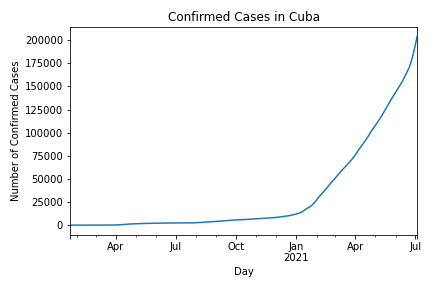 Confirmed Cases in Cuba
Number of Confirmed Cases
200000
175000
150000
125000
100000
75000
50000
25000
0
Apr Jul Oct Jan Apr Jul
2021
Day